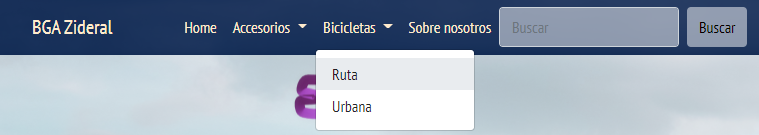 BGA Zideral Home Accesorios Bicicletas Sobre nosotros Buscar Buscar
Ruta
Urbana